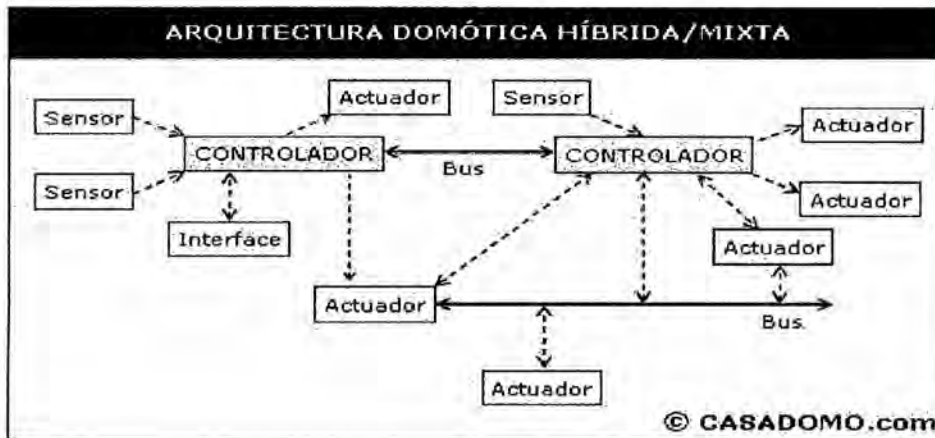 ARQUITECTURA DOMÓTICA HÍBRIDA/MIXTA
Sensor
Actuador
Sensor
Actuador
CONTROLADOR
Bus
CONTROLADOR
Sensor
Actuador
Interface
Actuador
Actuador
Bus
Actuador
© CASADOMO.com